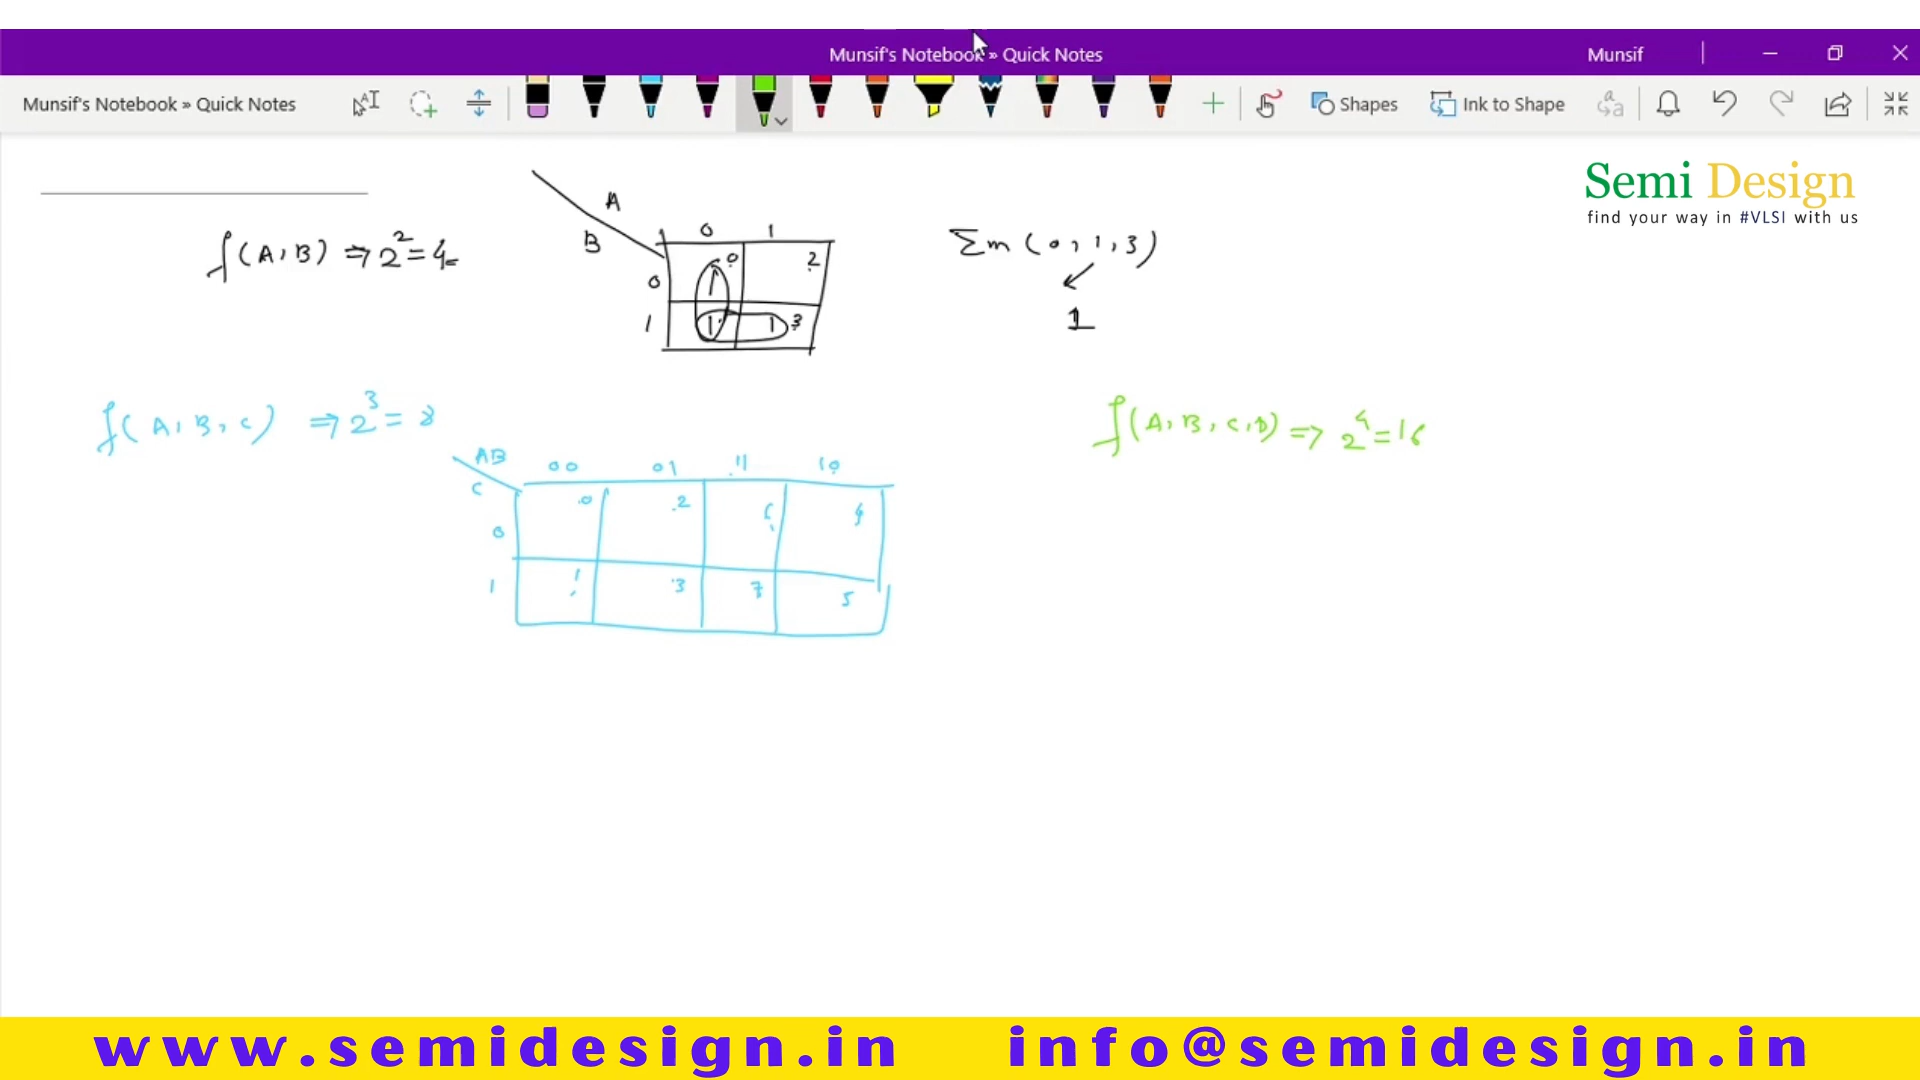 Munsif's Notebook » Quick Notes
Munsif
Munsif's Notebook » Quick Notes
Shapes
Ink to Shape
Semi Design
find your way in #VLSI with us
A
B
0 1
f(A,B) ⇒ 2² = 4
0 0 2
1 1 1 3
Σm(0,1,3)
1
f(A,B,C) ⇒ 2³ = 8
f(A,B,C,D) ⇒ 2⁴ = 16
AB 00 01 11 10
C
0 0 2 6 4
1 1 3 7 5
www.semidesign.in info@semidesign.in